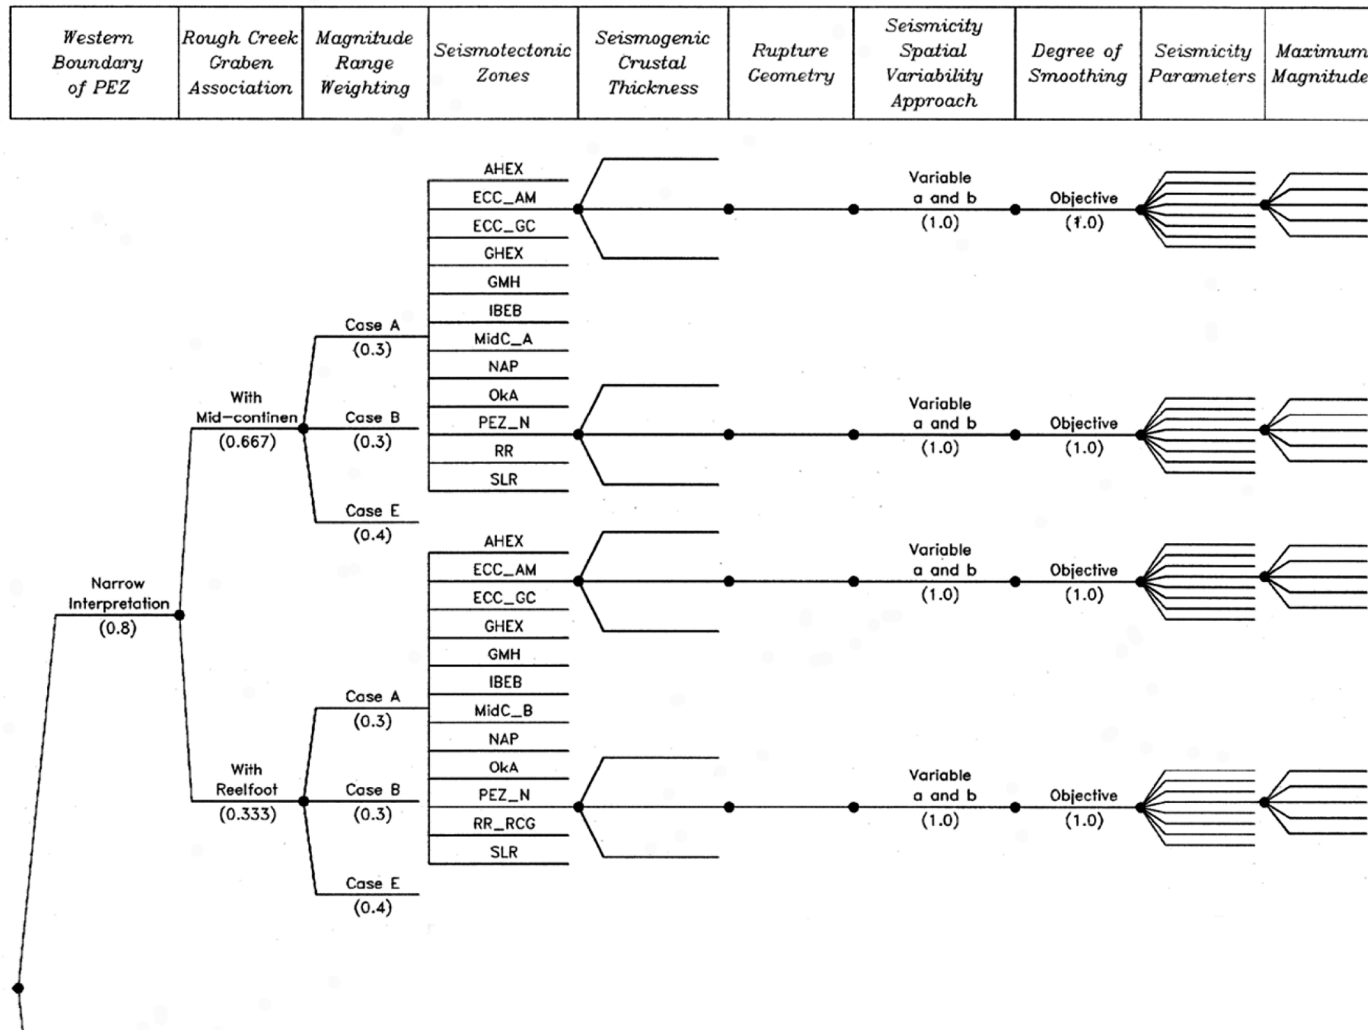 Western
Boundary
of PEZ
Rough Creek
Graben
Association
Magnitude
Range
Weighting
Seismotectonic
Zones
Seismogenic
Crustal
Thickness
Rupture
Geometry
Seismicity
Spatial
Variability
Approach
Degree of
Smoothing
Seismicity
Parameters
Maximum
Magnitude
Narrow
Interpretation
(0.8)
With
Mid-continen
(0.667)
Case A
(0.3)
Case B
(0.3)
Case E
(0.4)
AHEX
ECC_AM
ECC_GC
GHEX
GMH
IBEB
MidC_A
NAP
OkA
PEZ_N
RR
SLR
Variable
a and b
(1.0)
Objective
(1.0)
Variable
a and b
(1.0)
Objective
(1.0)
With
Reelfoot
(0.333)
Case A
(0.3)
Case B
(0.3)
Case E
(0.4)
AHEX
ECC_AM
ECC_GC
GHEX
GMH
IBEB
MidC_B
NAP
OkA
PEZ_N
RR_RCG
SLR
Variable
a and b
(1.0)
Objective
(1.0)
Variable
a and b
(1.0)
Objective
(1.0)